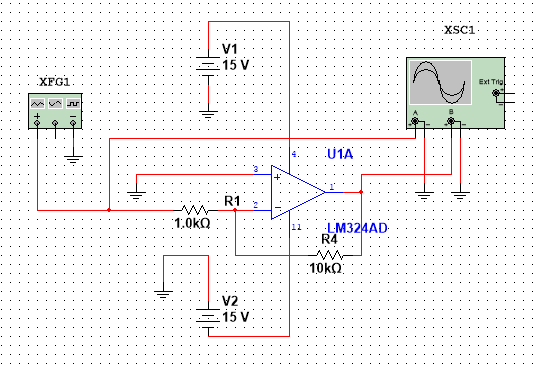 XSC1
V1
15 V
XFG1
Ext Trig
A
B
4
U1A
3
1
2
R1
1.0kΩ
11
LM324AD
R4
10kΩ
V2
15 V